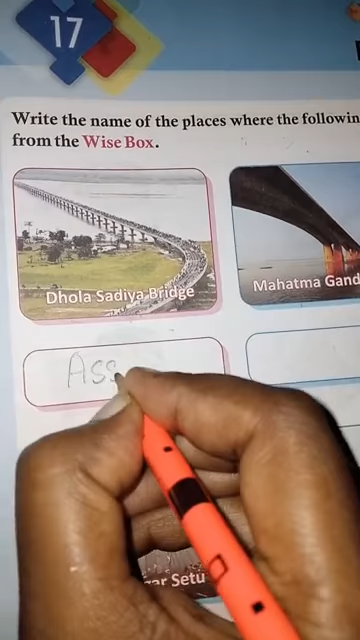 17
Write the name of the places where the followin
from the Wise Box.
Dhola Sadiya Bridge
Mahatma Gand
Ass
ar Setu